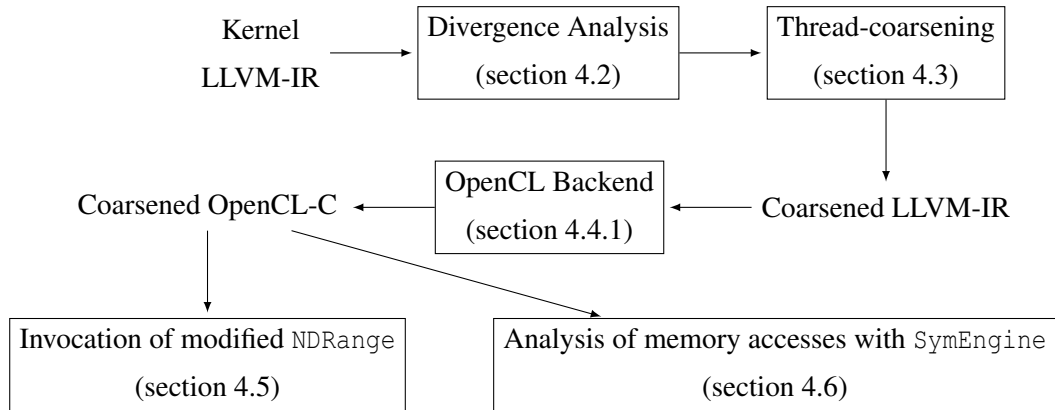 Kernel
LLVM-IR
Divergence Analysis
(section 4.2)
Thread-coarsening
(section 4.3)
Coarsened OpenCL-C
OpenCL Backend
(section 4.4.1)
Coarsened LLVM-IR
Invocation of modified NDRange
(section 4.5)
Analysis of memory accesses with SymEngine
(section 4.6)